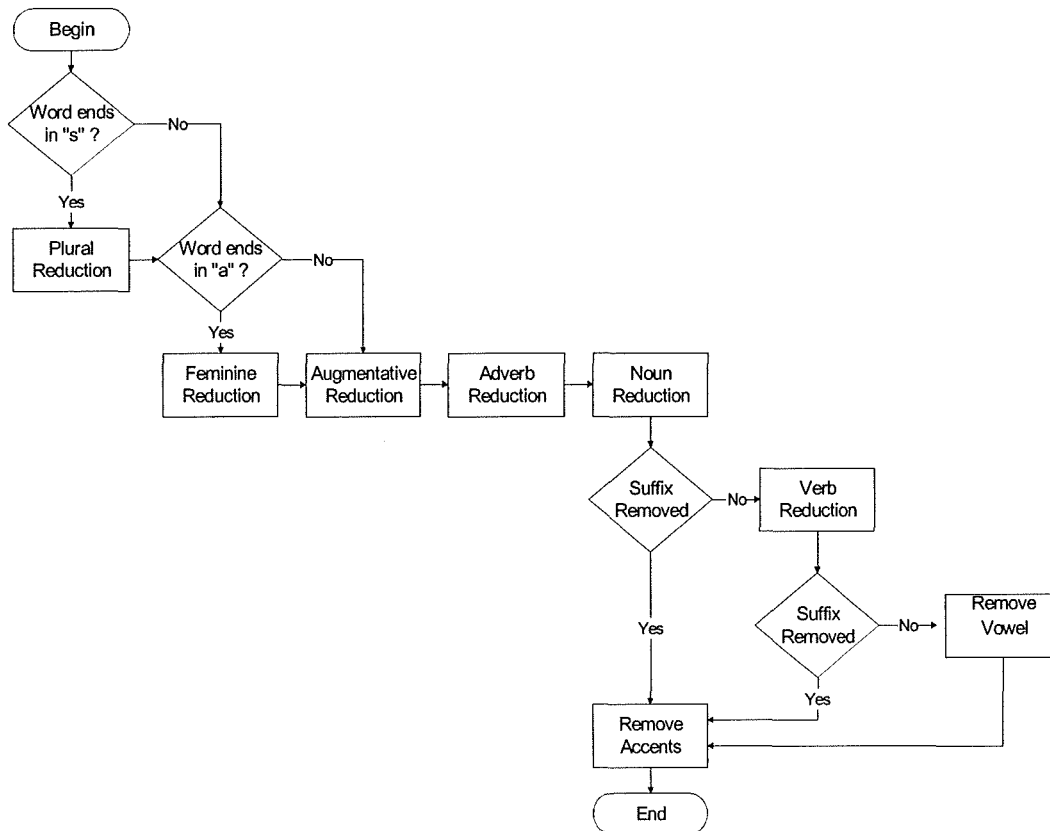 Begin
Word ends
in "s" ?
No
Yes
Plural
Reduction
Word ends
in "a" ?
No
Yes
Feminine
Reduction
Augmentative
Reduction
Adverb
Reduction
Noun
Reduction
Suffix
Removed
No
Verb
Reduction
Yes
Suffix
Removed
No
Remove
Vowel
Yes
Remove
Accents
End